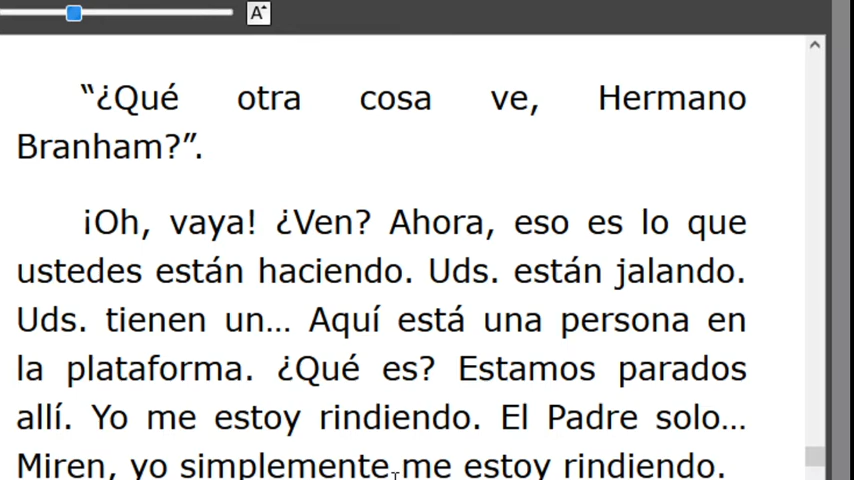 A
“¿Qué otra cosa ve, Hermano
Branham?”.
¡Oh, vaya! ¿Ven? Ahora, eso es lo que
ustedes están haciendo. Uds. están jalando.
Uds. tienen un... Aquí está una persona en
la plataforma. ¿Qué es? Estamos parados
allí. Yo me estoy rindiendo. El Padre solo...
Miren, yo simplemente me estoy rindiendo.